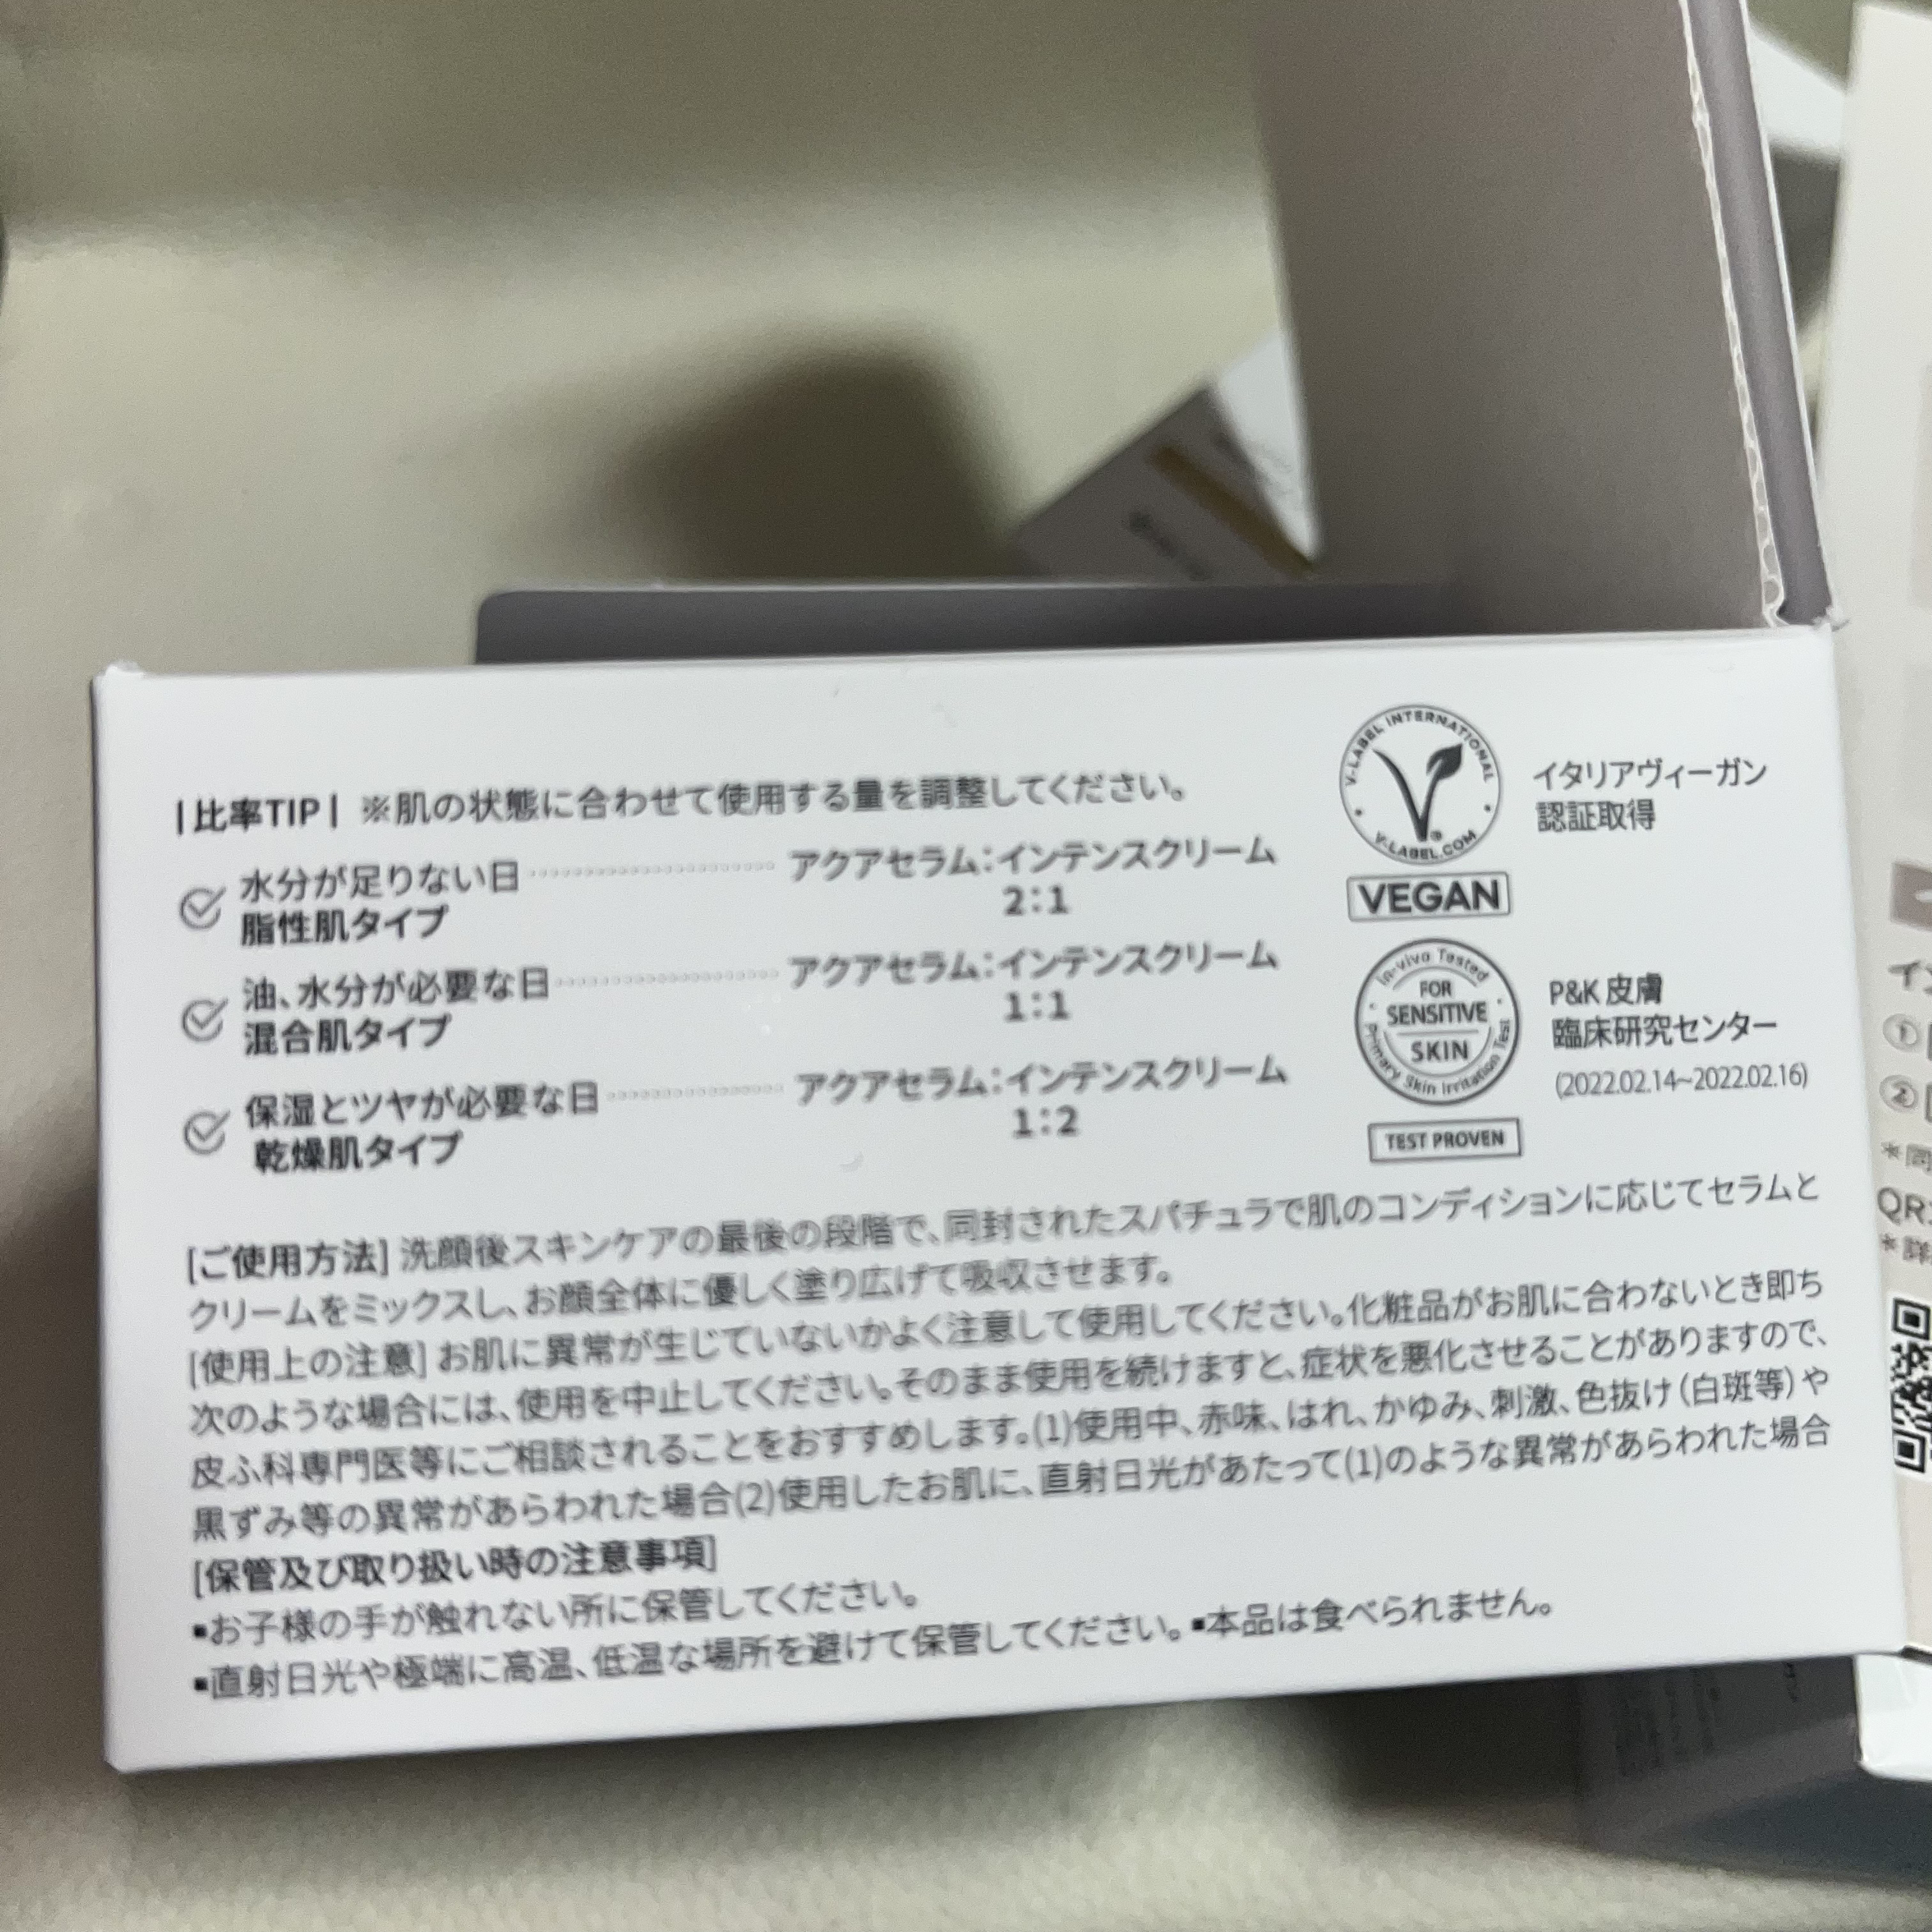 |比率TIP| ※肌の状態に合わせて使用する量を調整してください。
水分が足りない日 アクアセラム:インテンスクリーム
脂性肌タイプ 2:1
油、水分が必要な日 アクアセラム:インテンスクリーム
混合肌タイプ 1:1
保湿とツヤが必要な日 アクアセラム:インテンスクリーム
乾燥肌タイプ 1:2
V-LABEL INTERNATIONAL
V-LABEL.COM
VEGAN
イタリアヴィーガン
認証取得
In-vivo Tested
FOR
SENSITIVE
SKIN
Primary Skin Irritation Test
TEST PROVEN
P&K 皮膚
臨床研究センター
(2022.02.14~2022.02.16)
[ご使用方法] 洗顔後スキンケアの最後の段階で、同封されたスパチュラで肌のコンディションに応じてセラムと
クリームをミックスし、お顔全体に優しく塗り広げて吸収させます。
[使用上の注意] お肌に異常が生じていないかよく注意して使用してください。化粧品がお肌に合わないとき即ち
次のような場合には、使用を中止してください。そのまま使用を続けますと、症状を悪化させることがありますので、
皮ふ科専門医等にご相談されることをおすすめします。(1)使用中、赤味、はれ、かゆみ、刺激、色抜け(白斑等)や
黒ずみ等の異常があらわれた場合(2)使用したお肌に、直射日光があたって(1)のような異常があらわれた場合
[保管及び取り扱い時の注意事項]
▪お子様の手が触れない所に保管してください。
▪直射日光や極端に高温、低温な場所を避けて保管してください。▪本品は食べられません。
①
②
*同
QR